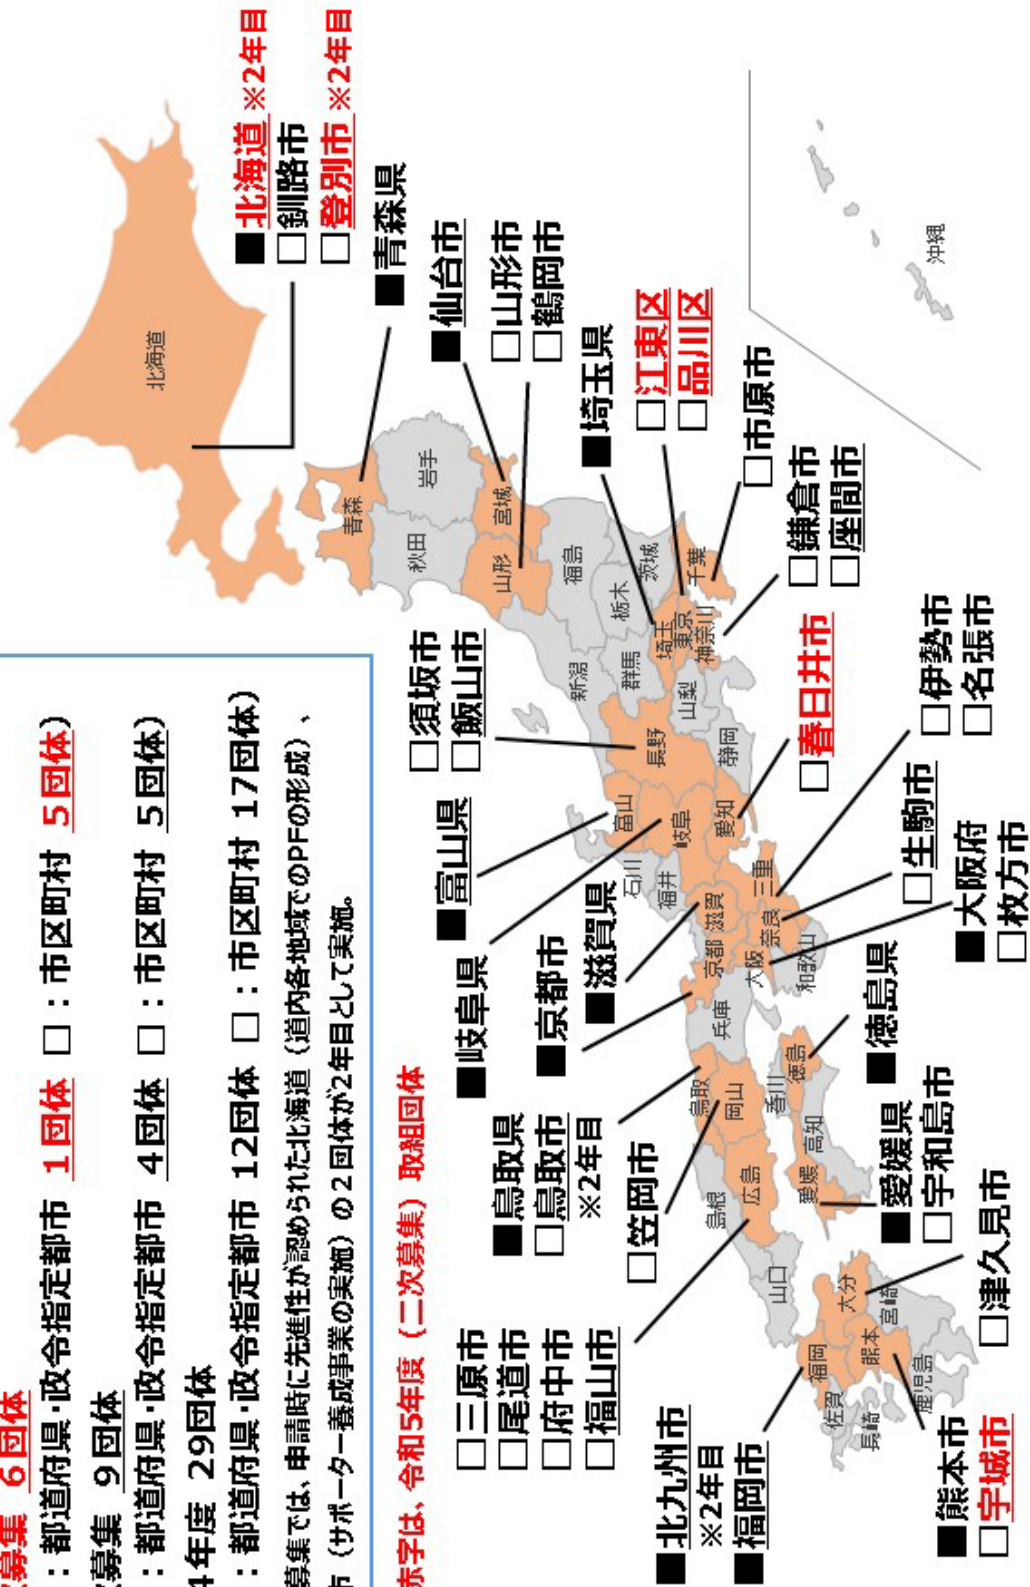 募集 6団体
：都道府県・政令指定都市 1団体 □：市区町村 5団体）
募集 9団体
：都道府県・政令指定都市 4団体 □：市区町村 5団体）
4年度 29団体
：都道府県・政令指定都市 12団体 □：市区町村 17団体）
募集では、申請時に先進性が認められた北海道（道内各地域でのPFの形成）、
市（サポーター養成事業の実施）の２団体が2年目として実施。
赤字は、令和5年度（二次募集）取組団体
■北海道 ※2年目
□釧路市
□登別市 ※2年目
■青森県
■仙台市
□山形市
□鶴岡市
■埼玉県
□江東区
□品川区
□市原市
□鎌倉市
□座間市
□須坂市
□飯山市
■富山県
■岐阜県
□春日井市
□伊勢市
□名張市
■滋賀県
■京都市
□生駒市
■大阪府
□枚方市
■鳥取県
□鳥取市
※2年目
□笠岡市
□三原市
□尾道市
□府中市
□福山市
■徳島県
■愛媛県
□宇和島市
■北九州市
※2年目
■福岡市
□津久見市
■熊本市
□宇城市
北海道
青森
岩手
秋田
宮城
山形
福島
新潟
栃木
茨城
群馬
埼玉
東京
千葉
神奈川
山梨
長野
静岡
富山
岐阜
愛知
石川
福井
滋賀
三重
京都
奈良
大阪
和歌山
兵庫
鳥取
岡山
島根
広島
山口
香川
徳島
高知
愛媛
福岡
佐賀
長崎
大分
熊本
宮崎
鹿児島
沖縄